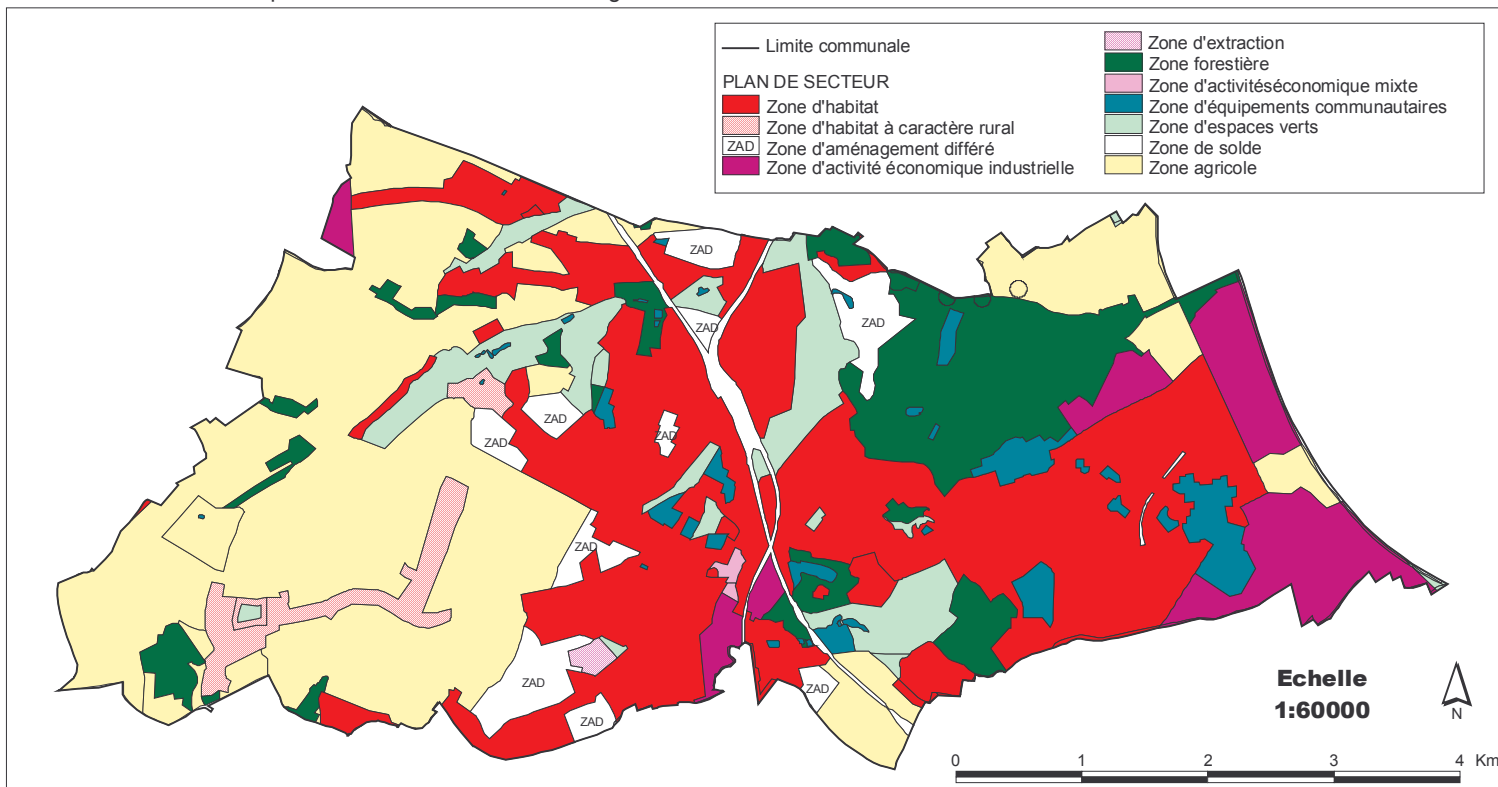 Limite communale
PLAN DE SECTEUR
Zone d'habitat
Zone d'habitat à caractère rural
ZAD Zone d'aménagement différé
Zone d'activité économique industrielle
Zone d'extraction
Zone forestière
Zone d'activitéséconomique mixte
Zone d'équipements communautaires
Zone d'espaces verts
Zone de solde
Zone agricole
ZAD
ZAD
ZAD
ZAD
ZAD
ZAD
ZAD
ZAD
ZAD
ZAD
Echelle
1:60000
N
0 1 2 3 4 Km